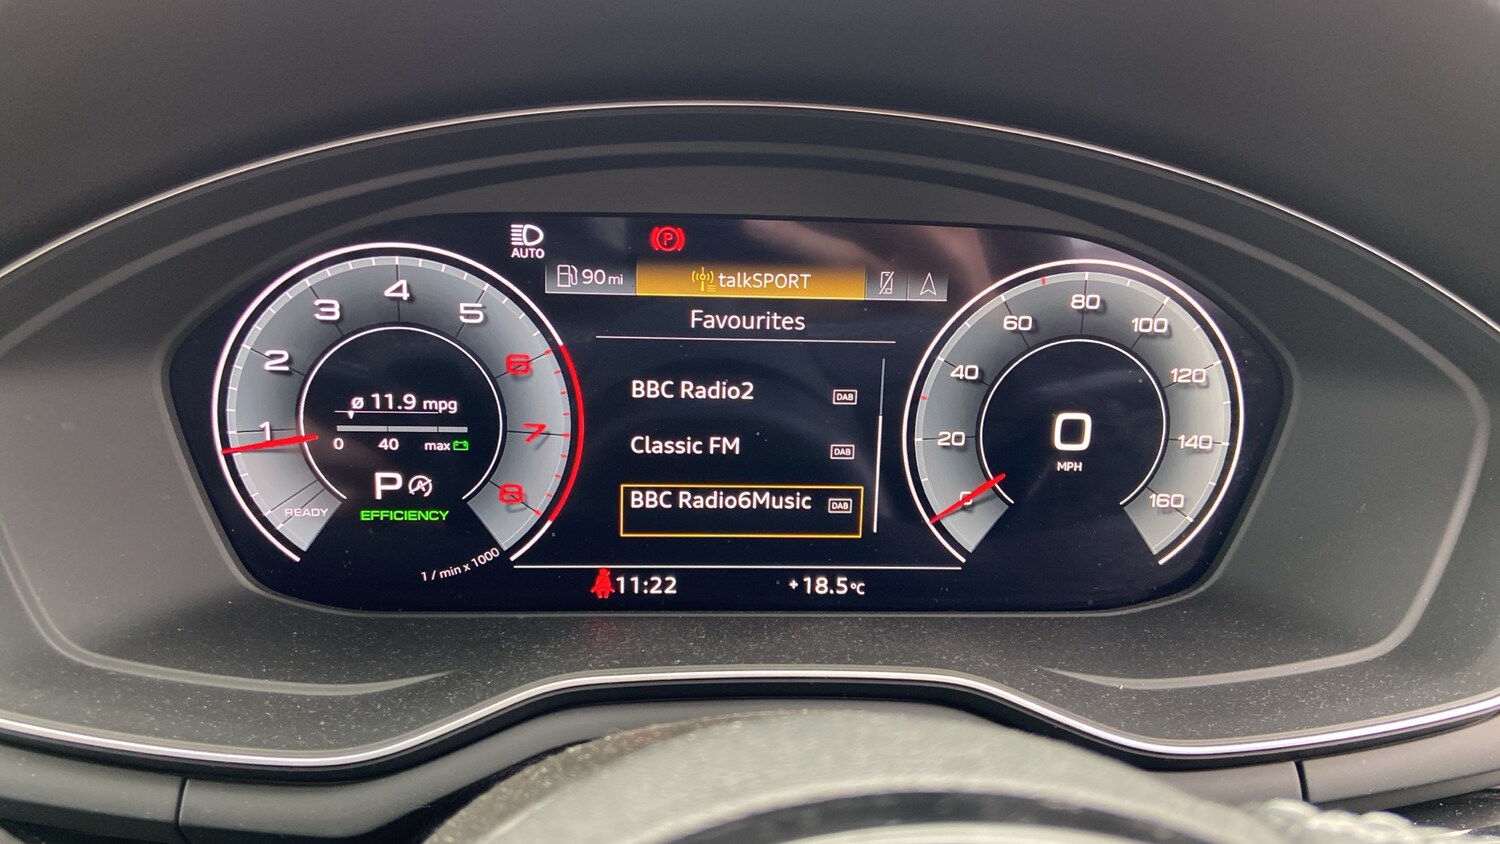 AUTO
P
90 mi
talkSPORT
Favourites
BBC Radio2 DAB
Classic FM DAB
BBC Radio6Music DAB
11:22 +18.5°C
1
2
3
4
5
6
7
8
ø 11.9 mpg
0 40 max
P A
EFFICIENCY
READY
1 / min x 1000
0
20
40
60
80
100
120
140
160
0
MPH